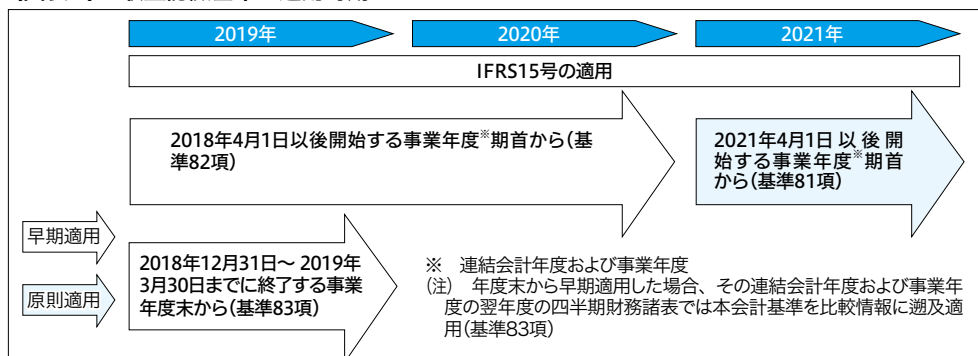 2019年
2020年
2021年
IFRS15号の適用
2018年4月1日以後開始する事業年度※期首から(基
準82項)
2021年4月1日以後開
始する事業年度※期首
から(基準81項)
早期適用
原則適用
2018年12月31日～2019年
3月30日までに終了する事業
年度末から(基準83項)
※ 連結会計年度および事業年度
(注) 年度末から早期適用した場合、その連結会計年度および事業年
度の翌年度の四半期財務諸表では本会計基準を比較情報に遡及適
用(基準83項)